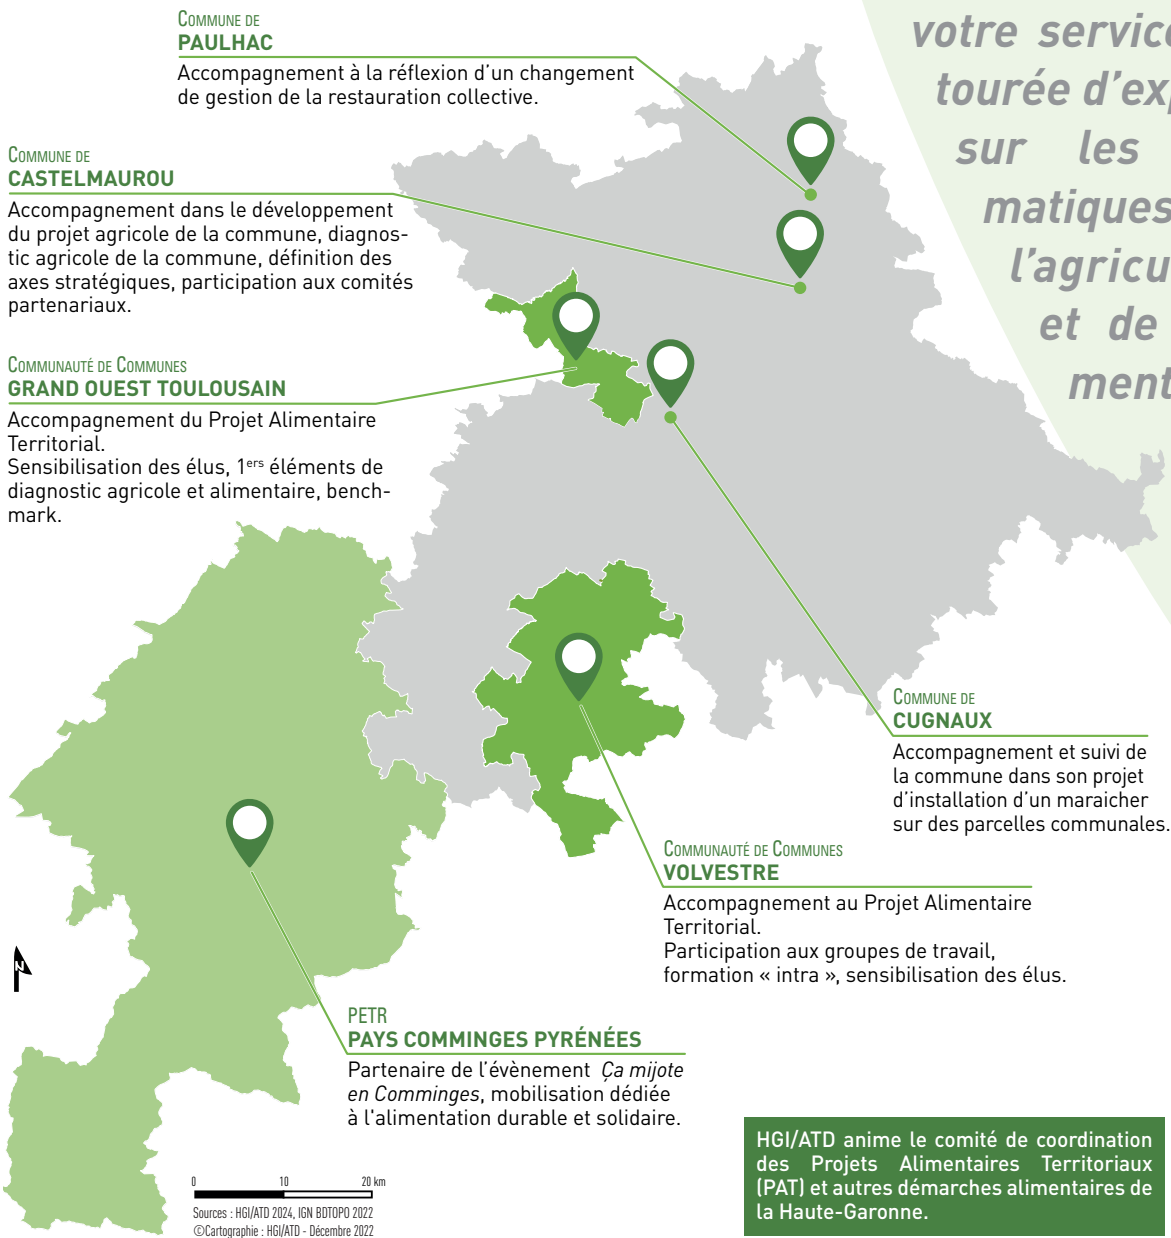 COMMUNE DE
PAULHAC
Accompagnement à la réflexion d’un changement
de gestion de la restauration collective.
COMMUNE DE
CASTELMAUROU
Accompagnement dans le développement
du projet agricole de la commune, diagnos-
tic agricole de la commune, définition des
axes stratégiques, participation aux comités
partenariaux.
COMMUNAUTÉ DE COMMUNES
GRAND OUEST TOULOUSAIN
Accompagnement du Projet Alimentaire
Territorial.
Sensibilisation des élus, 1ers éléments de
diagnostic agricole et alimentaire, bench-
mark.
votre service
tourée d’exp
sur les
matiques
l’agricu
et de
ment
COMMUNE DE
CUGNAUX
Accompagnement et suivi de
la commune dans son projet
d’installation d’un maraicher
sur des parcelles communales.
COMMUNAUTÉ DE COMMUNES
VOLVESTRE
Accompagnement au Projet Alimentaire
Territorial.
Participation aux groupes de travail,
formation « intra », sensibilisation des élus.
N
PETR
PAYS COMMINGES PYRÉNÉES
Partenaire de l’évènement Ça mijote
en Comminges, mobilisation dédiée
à l'alimentation durable et solidaire.
0 10 20 km
Sources : HGI/ATD 2024, IGN BDTOPO 2022
©Cartographie : HGI/ATD - Décembre 2022
HGI/ATD anime le comité de coordination
des Projets Alimentaires Territoriaux
(PAT) et autres démarches alimentaires de
la Haute-Garonne.